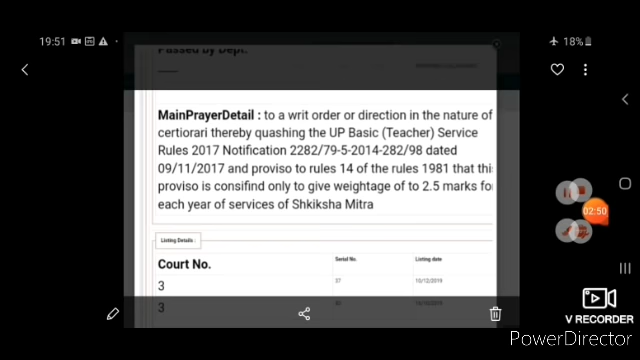 19:51
18%
Passed by Dept.
MainPrayerDetail : to a writ order or direction in the nature of
certiorari thereby quashing the UP Basic (Teacher) Service
Rules 2017 Notification 2282/79-5-2014-282/98 dated
09/11/2017 and proviso to rules 14 of the rules 1981 that this
proviso is consifind only to give weightage of to 2.5 marks for
each year of services of Shkiksha Mitra
02:50
Listing Details :
Court No. Serial No. Listing date
3 37 10/12/2019
3
V RECORDER
PowerDirector